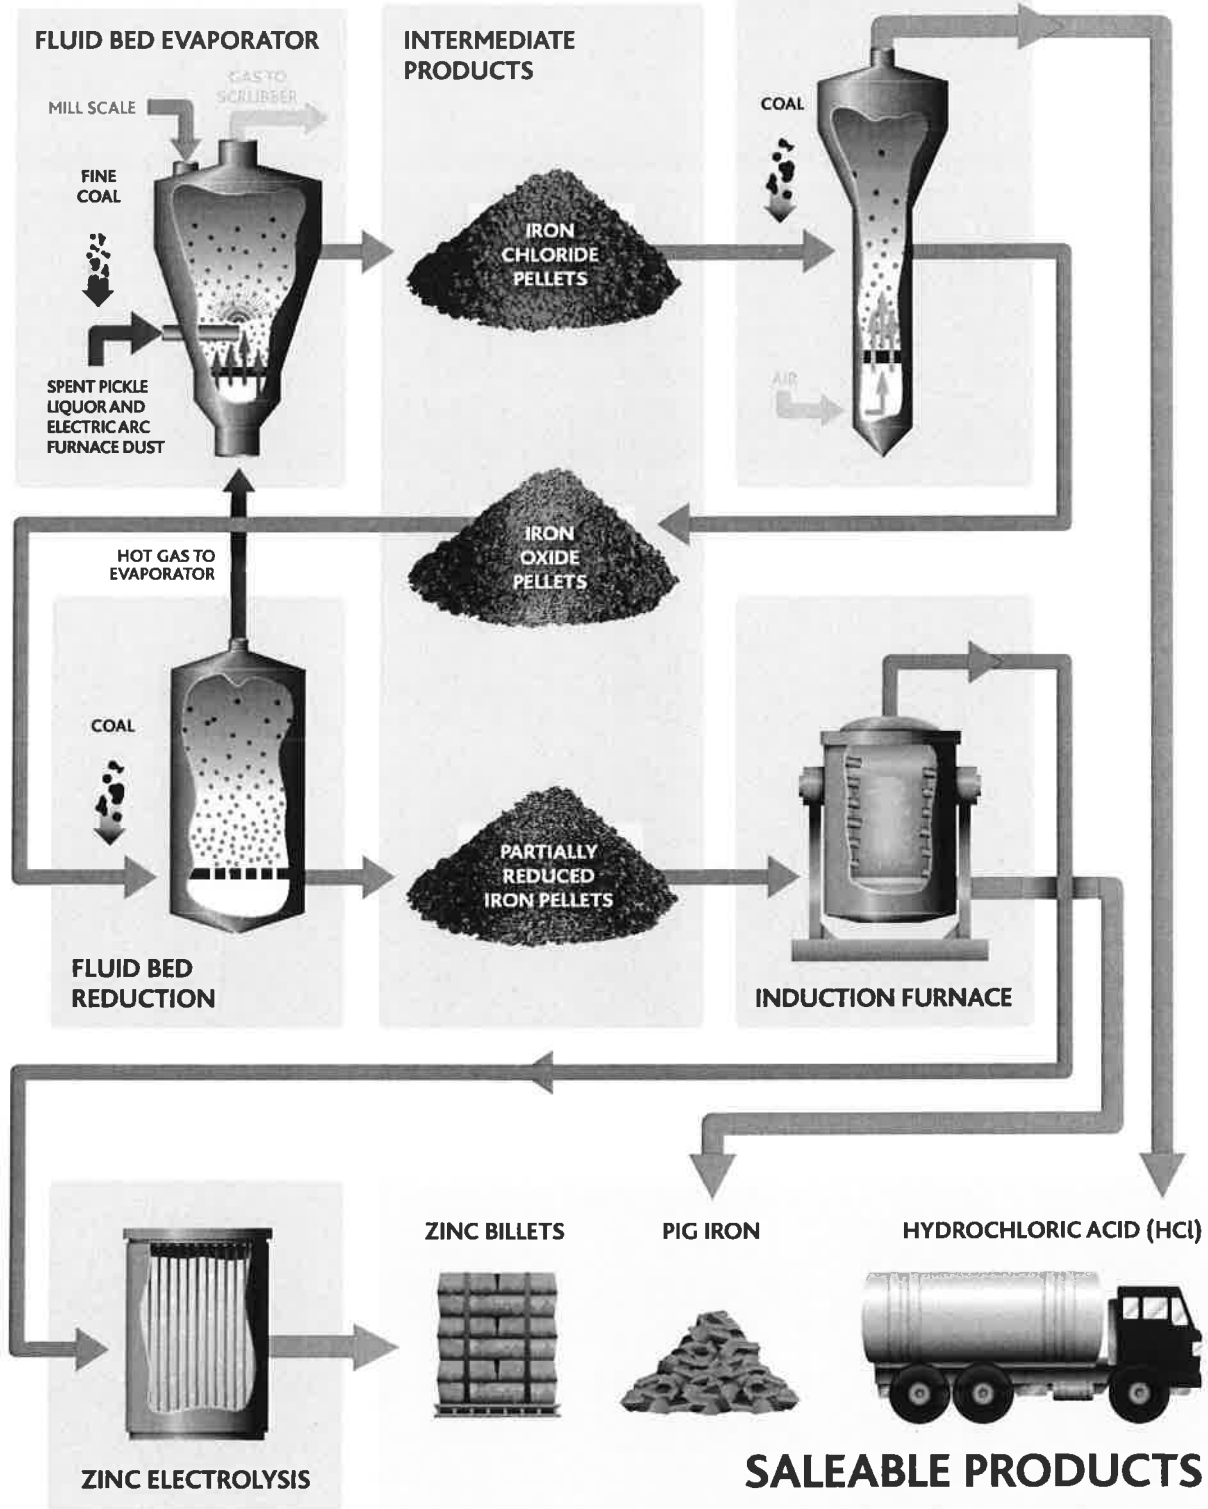 FLUID BED EVAPORATOR
GAS TO
SCRUBBER
MILL SCALE
FINE
COAL
SPENT PICKLE
LIQUOR AND
ELECTRIC ARC
FURNACE DUST
INTERMEDIATE
PRODUCTS
IRON
CHLORIDE
PELLETS
COAL
AIR
IRON
OXIDE
PELLETS
HOT GAS TO
EVAPORATOR
COAL
FLUID BED
REDUCTION
PARTIALLY
REDUCED
IRON PELLETS
INDUCTION FURNACE
ZINC ELECTROLYSIS
ZINC BILLETS
PIG IRON
HYDROCHLORIC ACID (HCl)
SALEABLE PRODUCTS